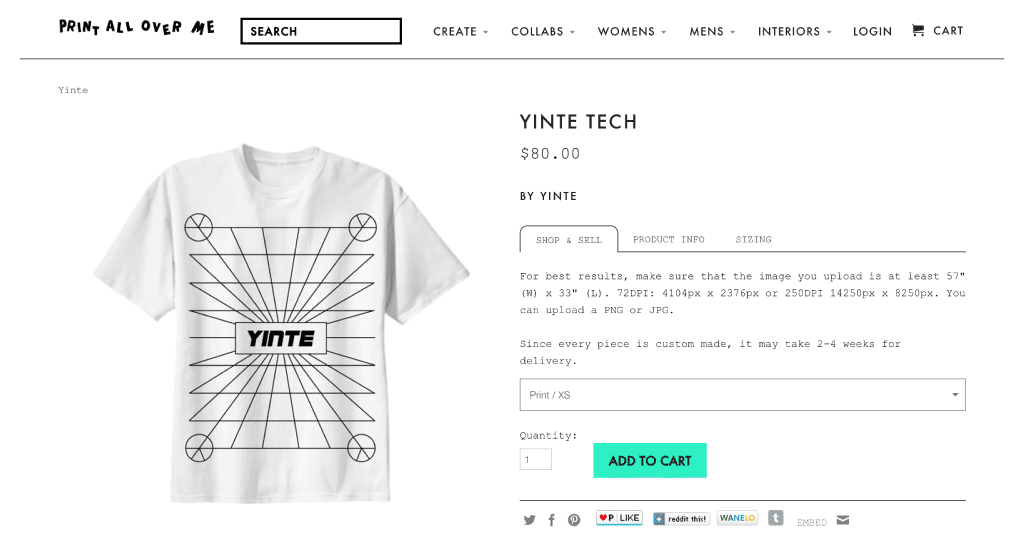 PRINT ALL OVER ME
SEARCH
CREATE
COLLABS
WOMENS
MENS
INTERIORS
LOGIN
CART
Yinte
YINTE TECH
$80.00
BY YINTE
SHOP & SELL
PRODUCT INFO
SIZING
For best results, make sure that the image you upload is at least 57"
(W) x 33" (L). 72DPI: 4104px x 2376px or 250DPI 14250px x 8250px. You
can upload a PNG or JPG.
Since every piece is custom made, it may take 2-4 weeks for
delivery.
Print / XS
Quantity:
1
ADD TO CART
P LIKE
reddit this!
WANELO
t
EMBED
YINTE